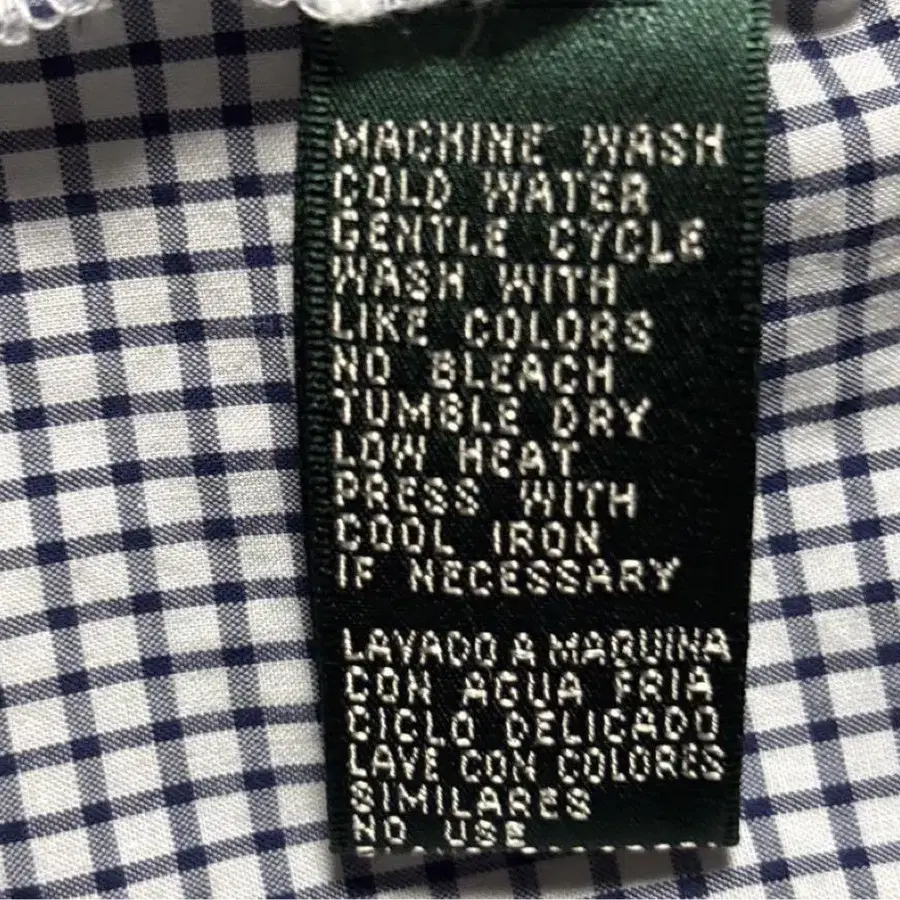 MACHINE WASH
COLD WATER
GENTLE CYCLE
WASH WITH
LIKE COLORS
NO BLEACH
TUMBLE DRY
LOW HEAT
PRESS WITH
COOL IRON
IF NECESSARY
LAVADO A MAQUINA
CON AGUA FRIA
CICLO DELICADO
LAVE CON COLORES
SIMILARES
NO USE